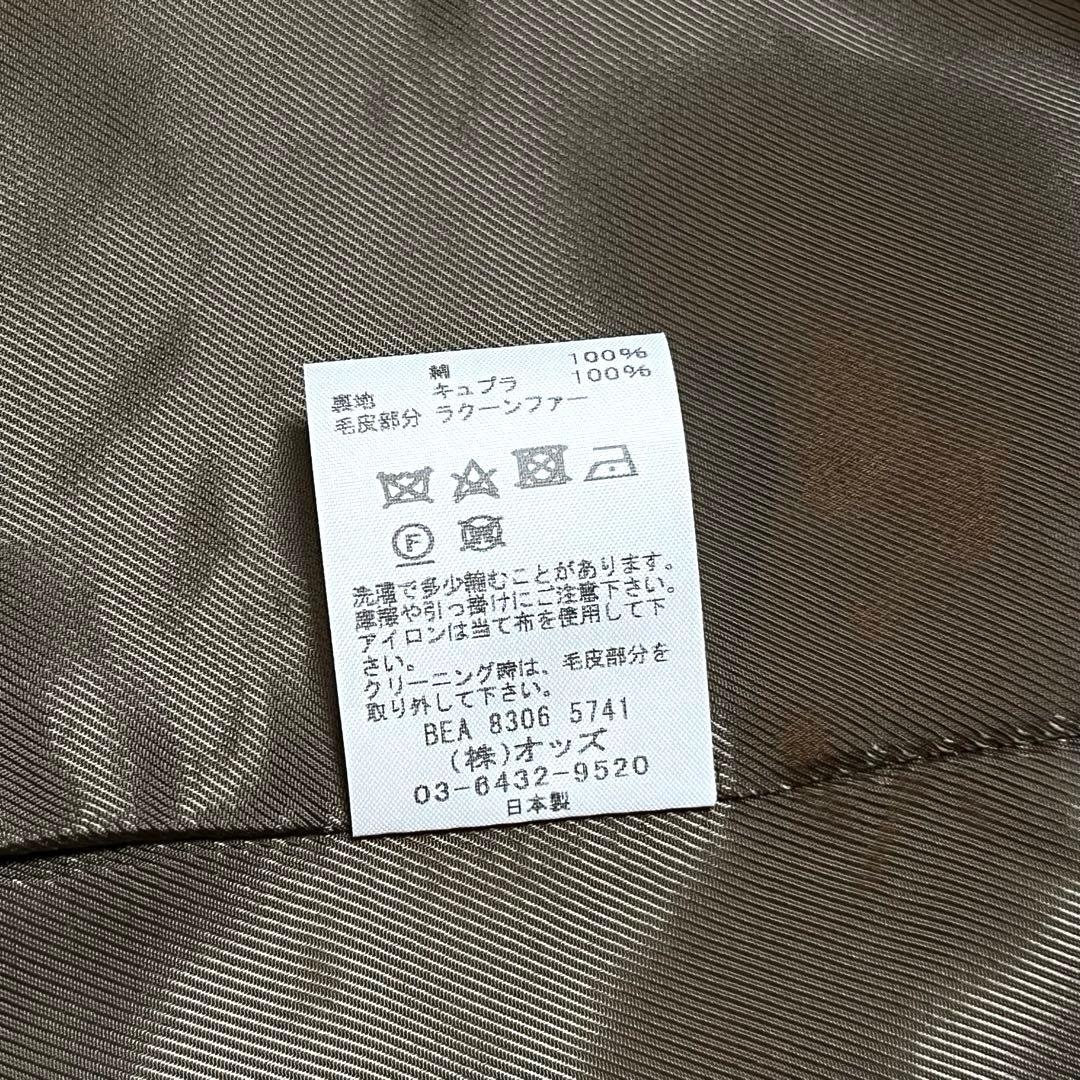 綿 100%
裏地 キュプラ 100%
毛皮部分 ラクーンファー
F
W
洗濯で多少縮むことがあります。
摩擦や引っ掛けにご注意下さい。
アイロンは当て布を使用して下
さい。
クリーニング時は、毛皮部分を
取り外して下さい。
BEA 8306 5741
(株)オッズ
03-6432-9520
日本製